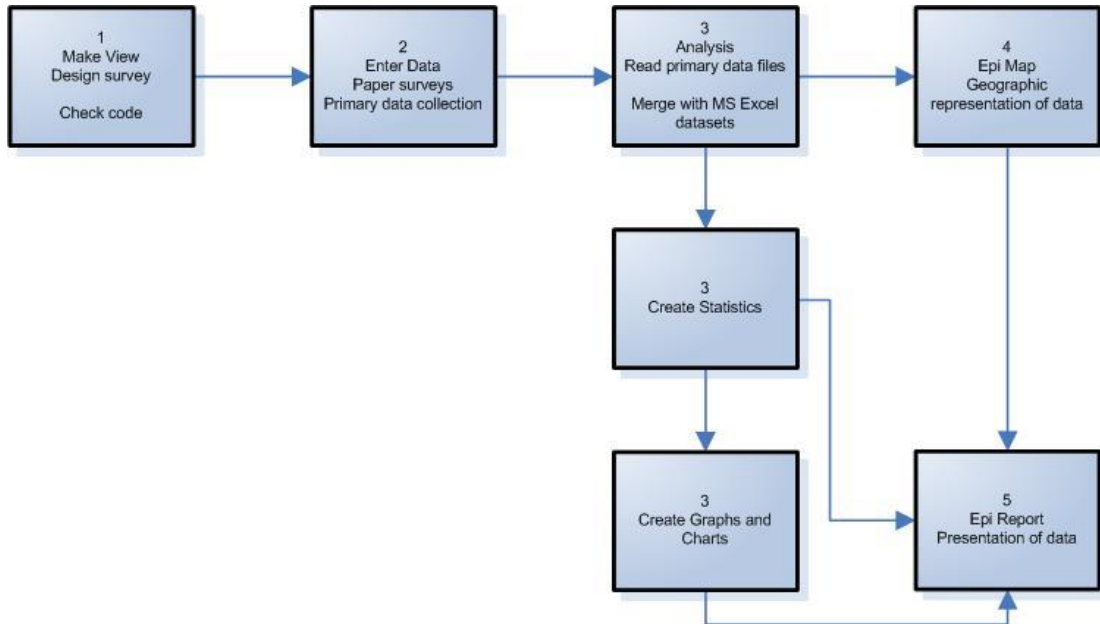 1
Make View
Design survey
Check code
2
Enter Data
Paper surveys
Primary data collection
3
Analysis
Read primary data files
Merge with MS Excel
datasets
4
Epi Map
Geographic
representation of data
3
Create Statistics
3
Create Graphs and
Charts
5
Epi Report
Presentation of data